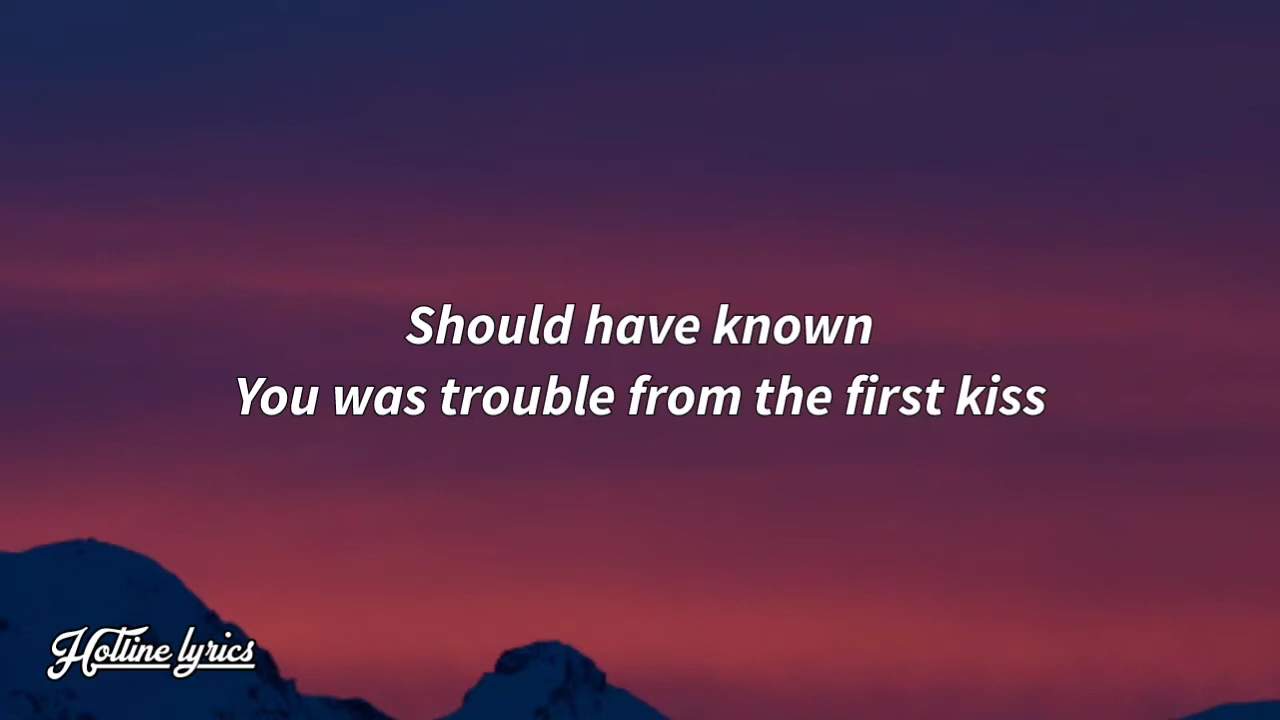 Should have known
You was trouble from the first kiss
Hotline lyrics